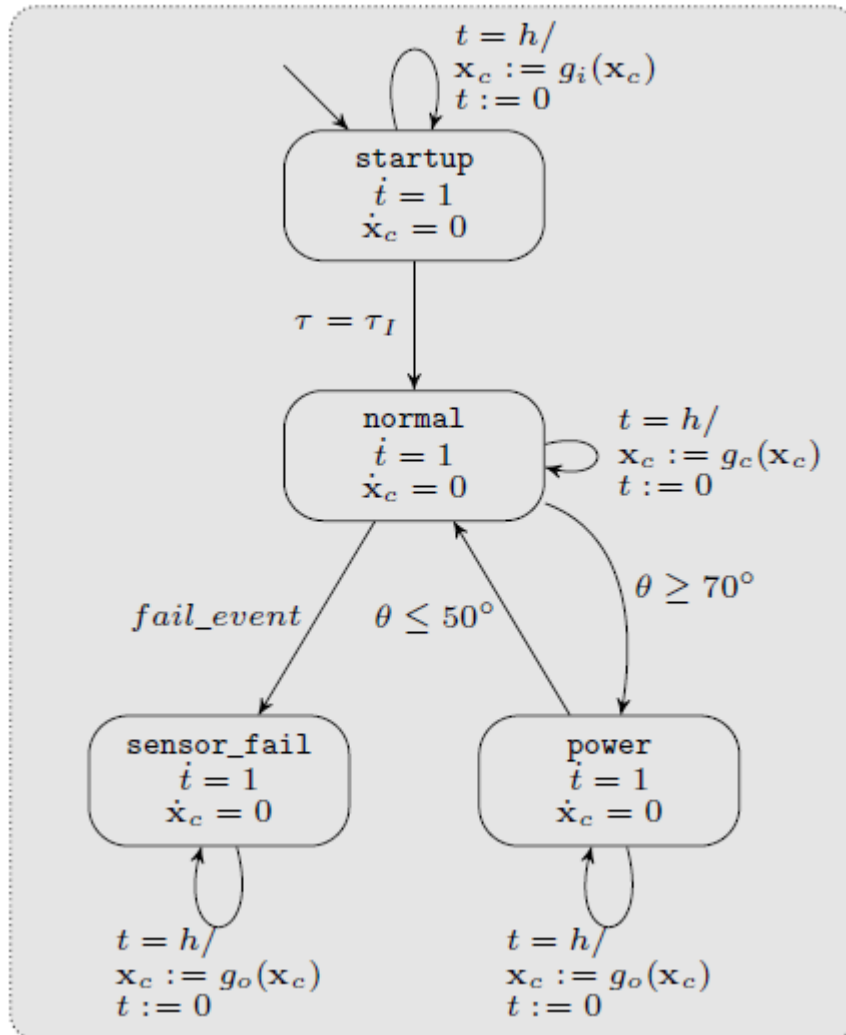 t = h/
𝐱_c := g_i(𝐱_c)
t := 0
startup
ṫ = 1
𝐱̇_c = 0
τ = τ_I
normal
ṫ = 1
𝐱̇_c = 0
t = h/
𝐱_c := g_c(𝐱_c)
t := 0
fail_event
θ ≤ 50°
θ ≥ 70°
sensor_fail
ṫ = 1
𝐱̇_c = 0
power
ṫ = 1
𝐱̇_c = 0
t = h/
𝐱_c := g_o(𝐱_c)
t := 0
t = h/
𝐱_c := g_o(𝐱_c)
t := 0